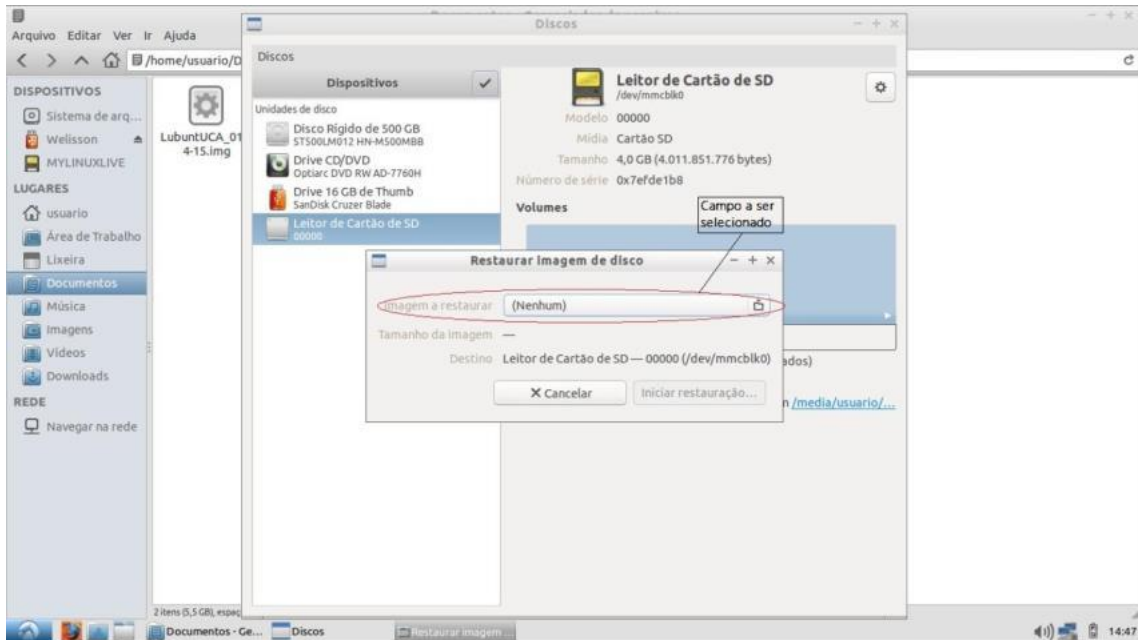 Discos
Arquivo Editar Ver Ir Ajuda
/home/usuario/D
DISPOSITIVOS
Sistema de arq...
Welisson
MYLINUXLIVE
LUGARES
usuario
Área de Trabalho
Lixeira
Documentos
Música
Imagens
Vídeos
Downloads
REDE
Navegar na rede
LubuntUCA_01
4-15.img
2 itens (5,5 GB), espaç
Discos
Dispositivos
Unidades de disco
Disco Rígido de 500 GB
ST500LM012 HN-M500MBB
Drive CD/DVD
Optiarc DVD RW AD-7760H
Drive 16 GB de Thumb
SanDisk Cruzer Blade
Leitor de Cartão de SD
00000
Leitor de Cartão de SD
/dev/mmcblk0
Modelo 00000
Mídia Cartão SD
Tamanho 4,0 GB (4.011.851.776 bytes)
Número de série 0x7efde1b8
Volumes
Campo a ser
selecionado
Restaurar imagem de disco
Imagem a restaurar (Nenhum)
Tamanho da imagem —
Destino Leitor de Cartão de SD — 00000 (/dev/mmcblk0)
Cancelar Iniciar restauração...
ados)
n /media/usuario/...
Documentos - Ge... Discos Restaurar imagem ... 14:47